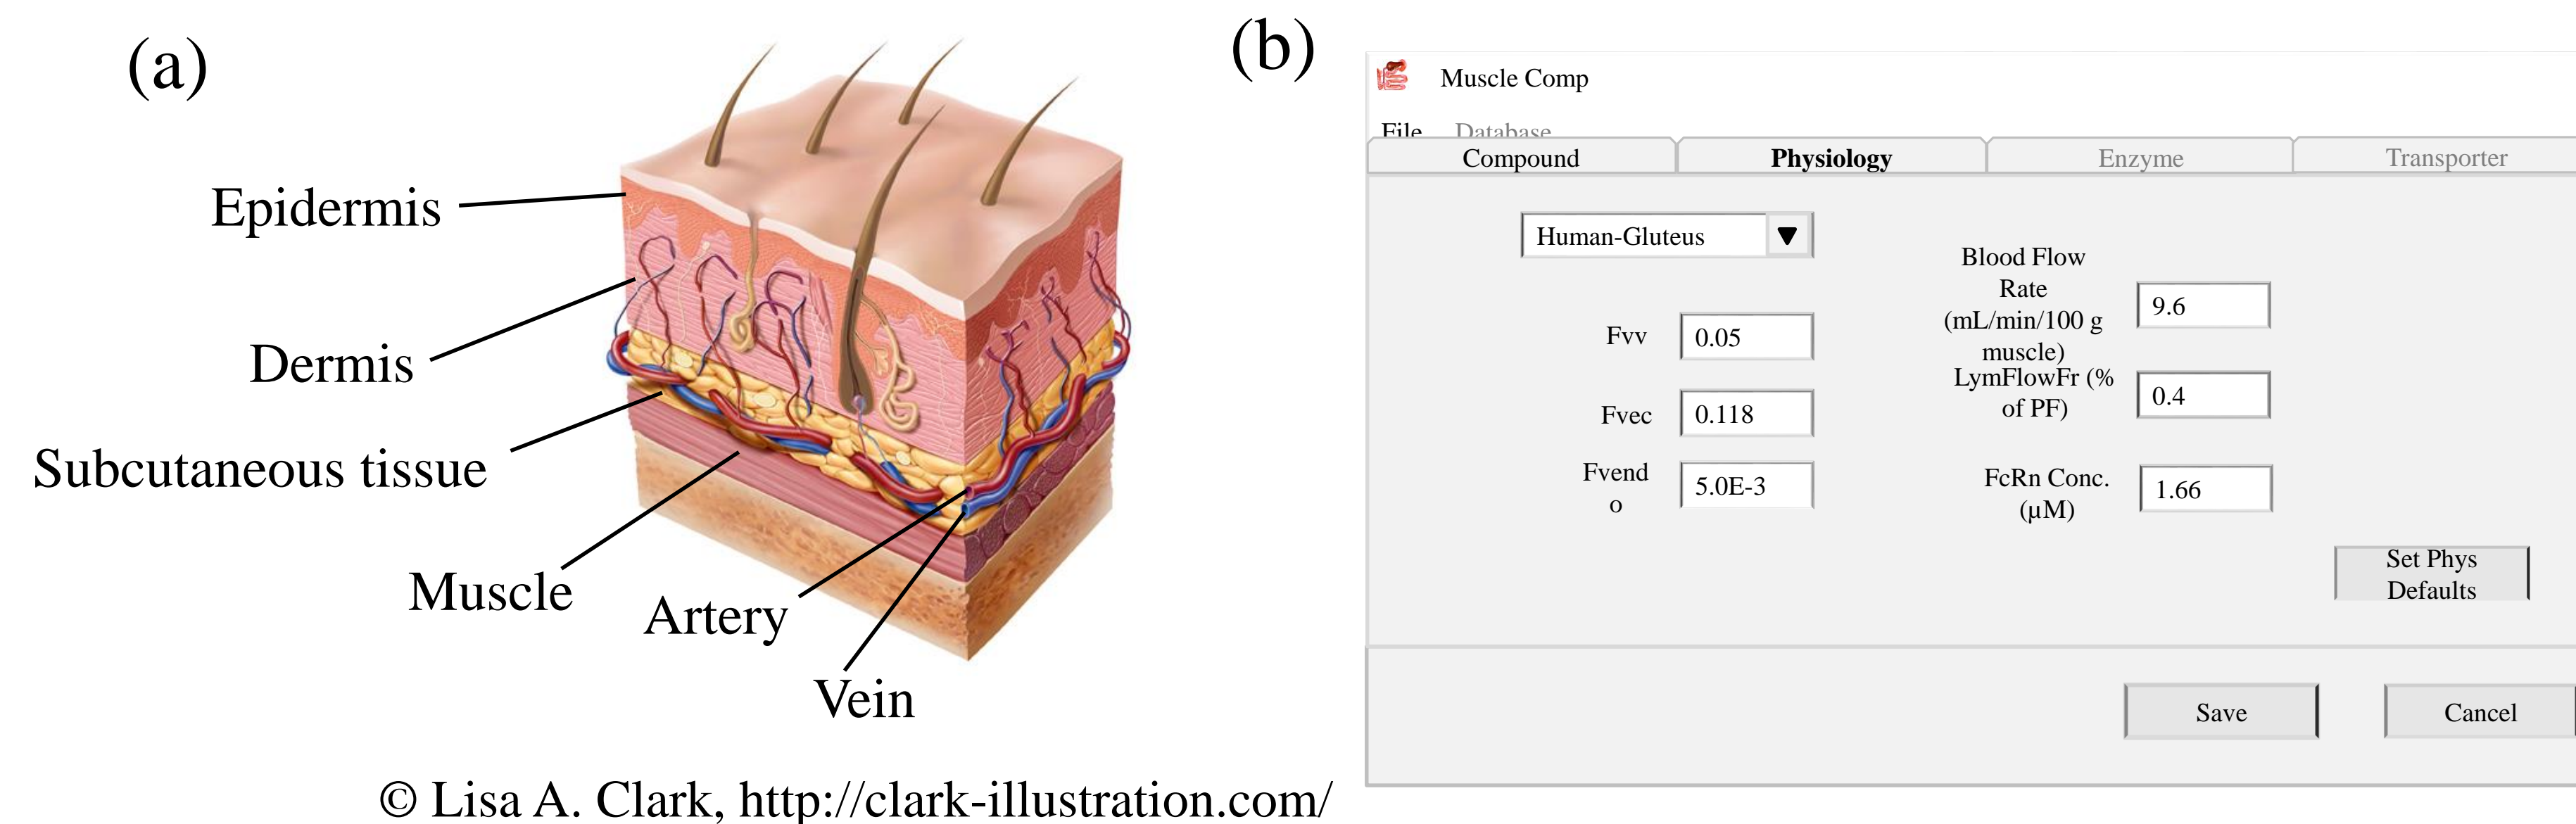 (a)
Epidermis
Dermis
Subcutaneous tissue
Muscle
Artery
Vein
© Lisa A. Clark, http://clark-illustration.com/
(b)
Muscle Comp
File Database
Compound Physiology Enzyme Transporter
Human-Gluteus
Fvv 0.05
Fvec 0.118
Fvend
o
5.0E-3
Blood Flow
Rate
(mL/min/100 g
muscle)
9.6
LymFlowFr (%
of PF)
0.4
FcRn Conc.
(µM)
1.66
Set Phys
Defaults
Save Cancel